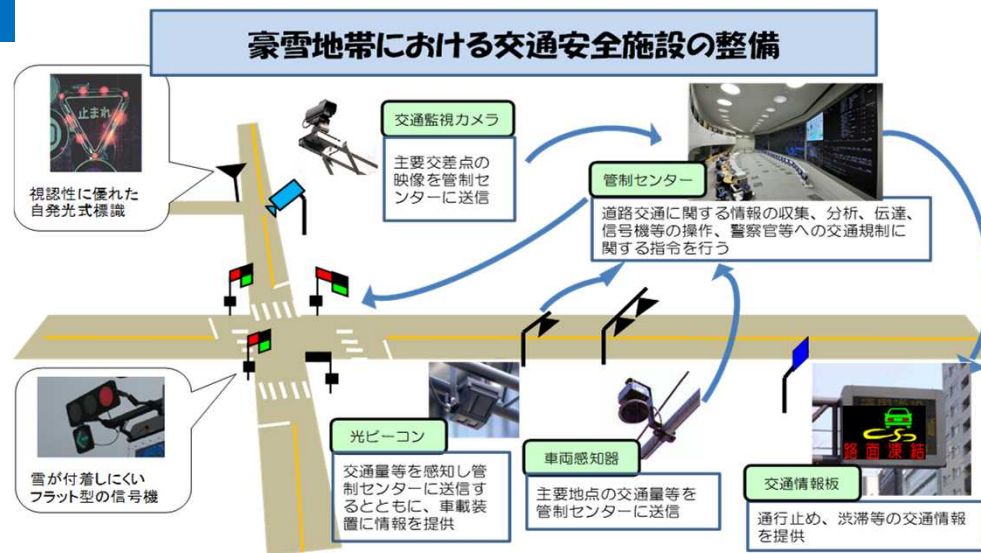 豪雪地帯における交通安全施設の整備
止まれ
視認性に優れた
自発光式標識
交通監視カメラ
主要交差点の
映像を管制セ
ンターに送信
管制センター
道路交通に関する情報の収集、分析、伝達、
信号機等の操作、警察官等への交通規制に
関する指令を行う
雪が付着しにくい
フラット型の信号機
光ビーコン
交通量等を感知し管
制センターに送信す
るとともに、車載装
置に情報を提供
車両感知器
主要地点の交通量等を
管制センターに送信
路面凍結
交通情報板
通行止め、渋滞等の交通情報
を提供